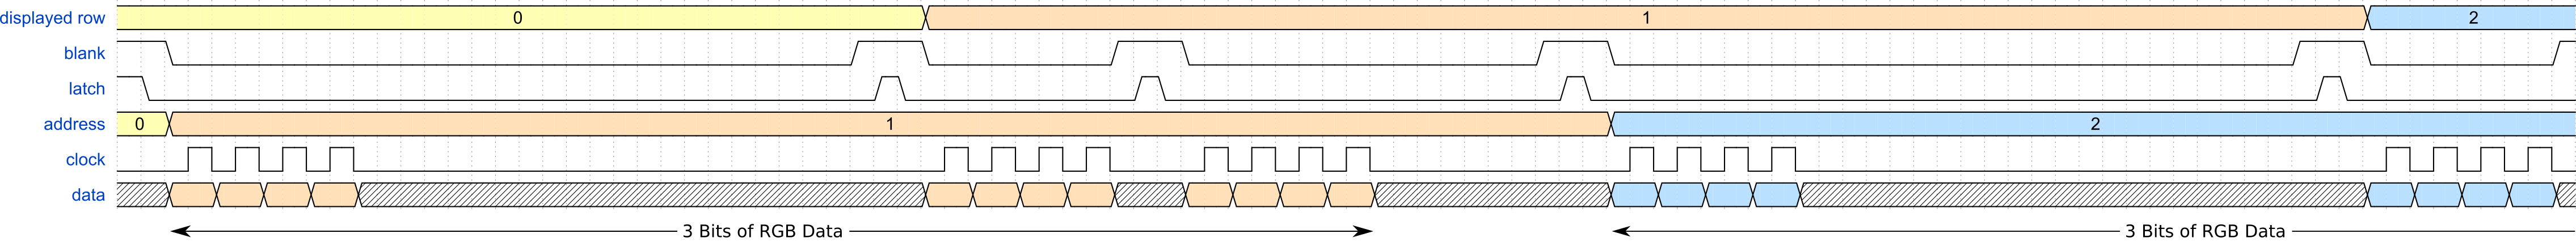 displayed row 0 1 2
blank
latch
address 0 1 2
clock
data
3 Bits of RGB Data 3 Bits of RGB Data